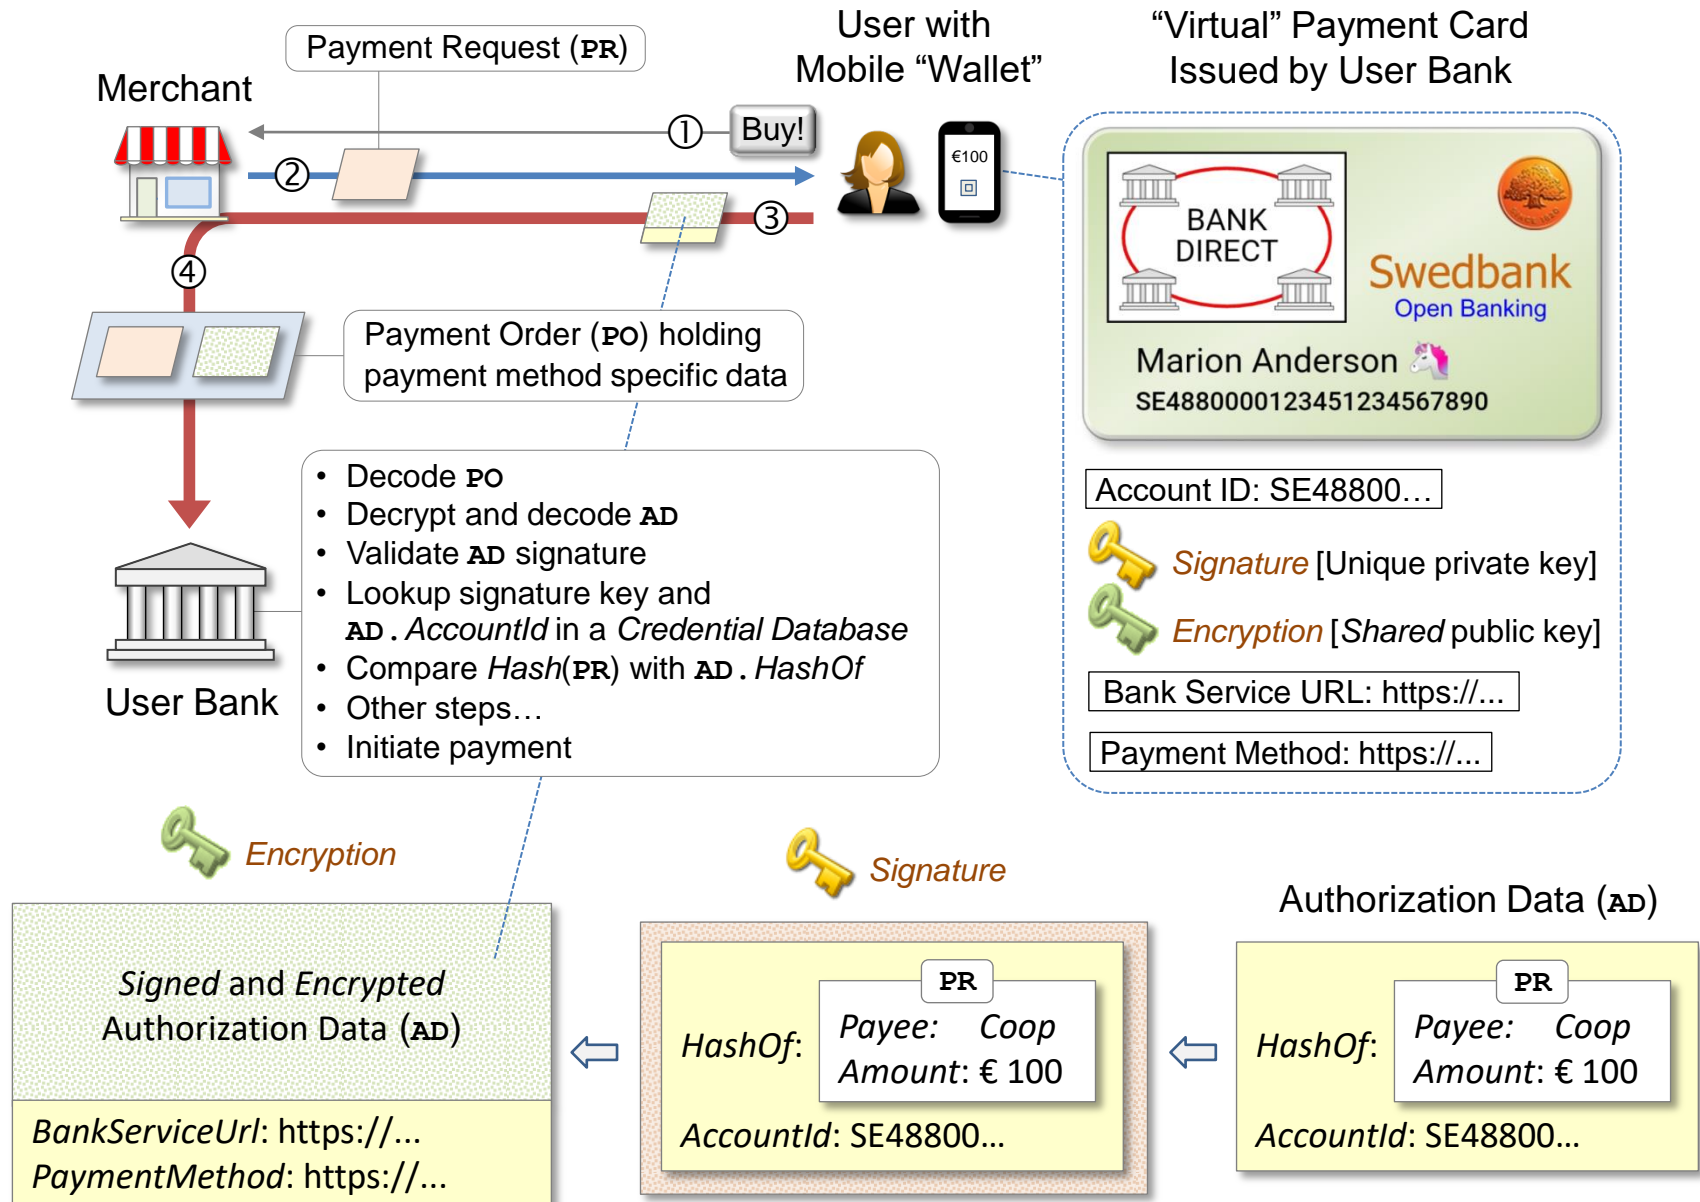 Payment Request (PR)
User with
Mobile “Wallet”
“Virtual” Payment Card
Issued by User Bank
Merchant
①
Buy!
②
€100
③
④
BANK
DIRECT
SINCE 1820
Swedbank
Open Banking
Marion Anderson
SE4880000123451234567890
Payment Order (PO) holding
payment method specific data
• Decode PO
• Decrypt and decode AD
• Validate AD signature
• Lookup signature key and
AD.AccountId in a Credential Database
• Compare Hash(PR) with AD.HashOf
• Other steps…
• Initiate payment
User Bank
Account ID: SE48800…
Signature [Unique private key]
Encryption [Shared public key]
Bank Service URL: https://...
Payment Method: https://...
Encryption
Signature
Authorization Data (AD)
Signed and Encrypted
Authorization Data (AD)
BankServiceUrl: https://...
PaymentMethod: https://...
PR
HashOf:
Payee: Coop
Amount: € 100
AccountId: SE48800…
PR
HashOf:
Payee: Coop
Amount: € 100
AccountId: SE48800…